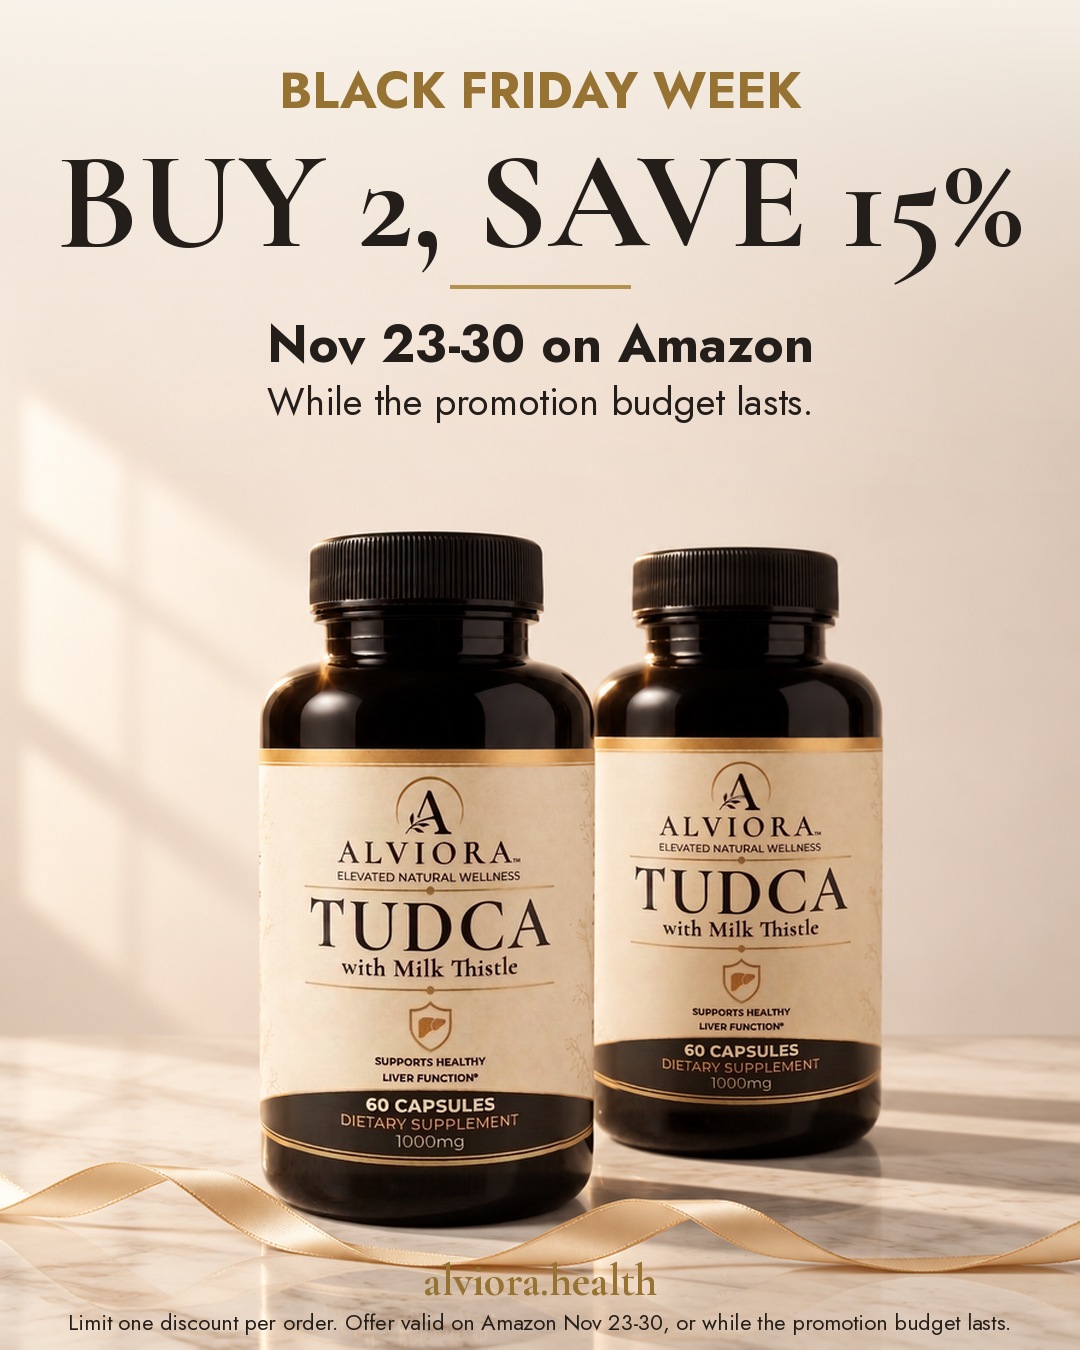 BLACK FRIDAY WEEK
BUY 2, SAVE 15%
Nov 23-30 on Amazon
While the promotion budget lasts.
A
ALVIORA™
ELEVATED NATURAL WELLNESS
TUDCA
with Milk Thistle
SUPPORTS HEALTHY
LIVER FUNCTION*
60 CAPSULES
DIETARY SUPPLEMENT
1000mg
A
ALVIORA™
ELEVATED NATURAL WELLNESS
TUDCA
with Milk Thistle
SUPPORTS HEALTHY
LIVER FUNCTION*
60 CAPSULES
DIETARY SUPPLEMENT
1000mg
alviora.health
Limit one discount per order. Offer valid on Amazon Nov 23-30, or while the promotion budget lasts.